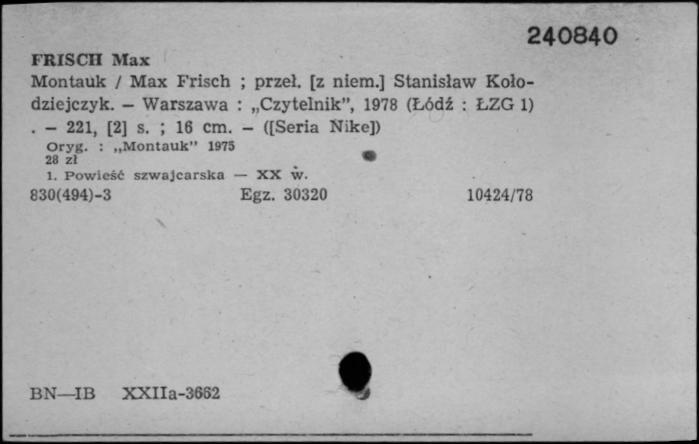 240840
FRISCH Max
Montauk / Max Frisch ; przeł. [z niem.] Stanisław Koło-
dziejczyk. — Warszawa : „Czytelnik”, 1978 (Łódź : ŁZG 1)
. — 221, [2] s. ; 16 cm. — ([Seria Nike])
Oryg. : „Montauk” 1975
28 zł
1. Powieść szwajcarska — XX w.
830(494)-3 Egz. 30320 10424/78
BN—IB XXIIa-3662